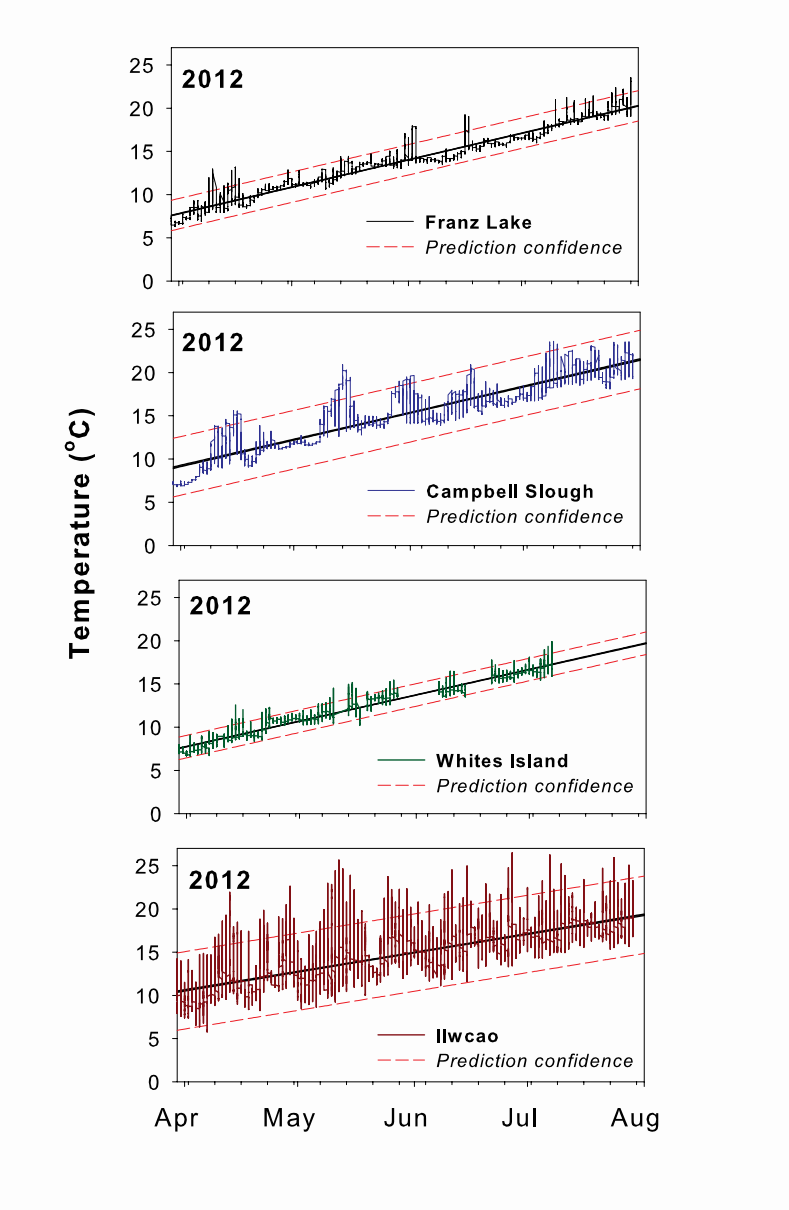 Temperature (°C)
25
20
15
10
5
0
2012
Franz Lake
Prediction confidence
25
20
15
10
5
0
2012
Campbell Slough
Prediction confidence
25
20
15
10
5
0
2012
Whites Island
Prediction confidence
25
20
15
10
5
0
2012
Ilwcao
Prediction confidence
Apr May Jun Jul Aug